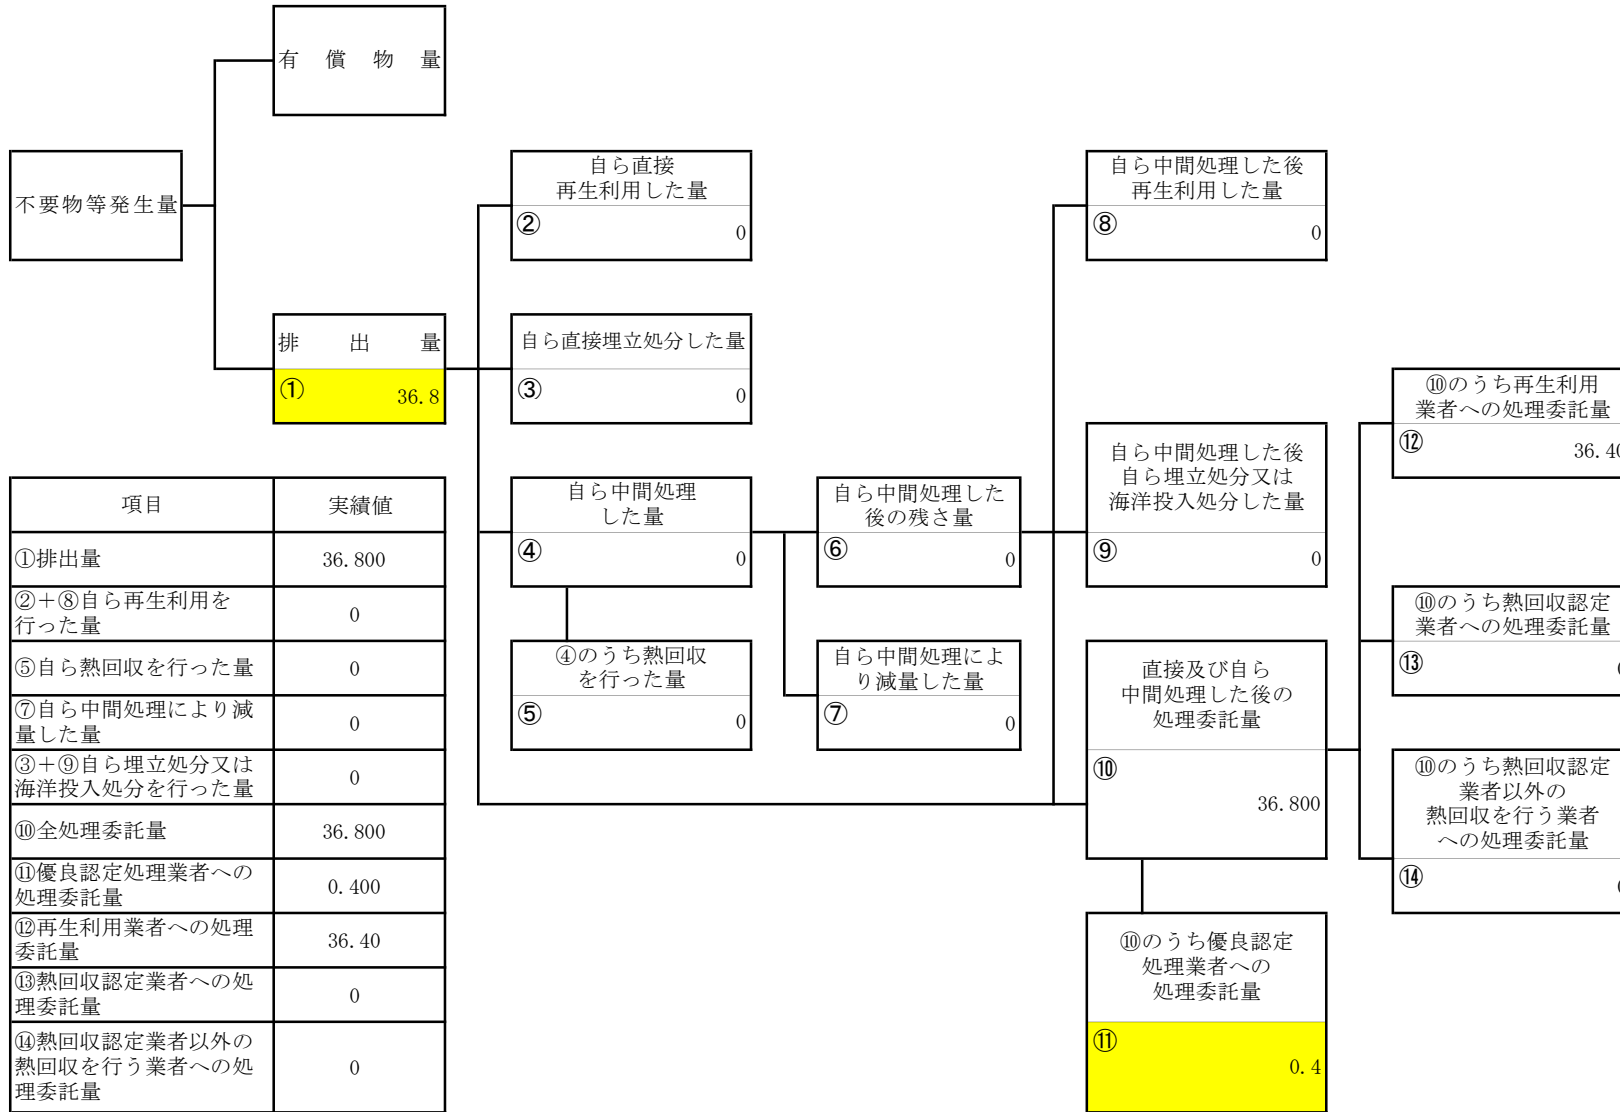 有償物量
不要物等発生量
排出量
① 36.8
自ら直接
再生利用した量
② 0
自ら直接埋立処分した量
③ 0
自ら中間処理
した量
④ 0
④のうち熱回収
を行った量
⑤ 0
自ら中間処理した
後の残さ量
⑥ 0
自ら中間処理によ
り減量した量
⑦ 0
自ら中間処理した後
再生利用した量
⑧ 0
自ら中間処理した後
自ら埋立処分又は
海洋投入処分した量
⑨ 0
直接及び自ら
中間処理した後の
処理委託量
⑩
36.800
⑩のうち優良認定
処理業者への
処理委託量
⑪
0.4
⑩のうち再生利用
業者への処理委託量
⑫ 36.40
⑩のうち熱回収認定
業者への処理委託量
⑬
⑩のうち熱回収認定
業者以外の
熱回収を行う業者
への処理委託量
⑭
項目 実績値
①排出量 36.800
②+⑧自ら再生利用を
行った量 0
⑤自ら熱回収を行った量 0
⑦自ら中間処理により減
量した量 0
③+⑨自ら埋立処分又は
海洋投入処分を行った量 0
⑩全処理委託量 36.800
⑪優良認定処理業者への
処理委託量 0.400
⑫再生利用業者への処理
委託量 36.40
⑬熱回収認定業者への処
理委託量 0
⑭熱回収認定業者以外の
熱回収を行う業者への処
理委託量 0